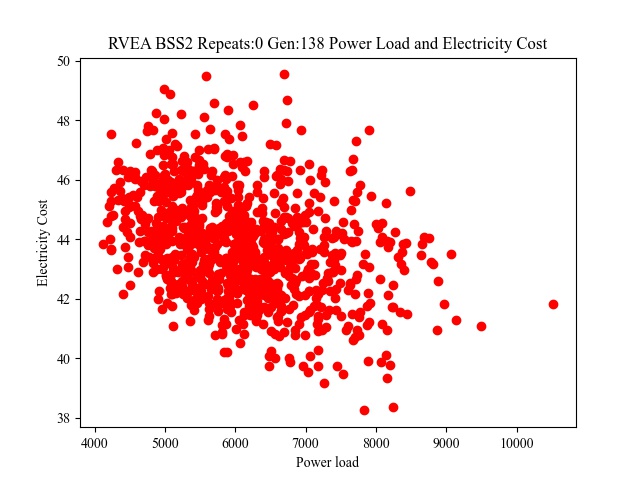 RVEA BSS2 Repeats:0 Gen:138 Power Load and Electricity Cost
50
48
46
44
42
40
38
Electricity Cost
4000 5000 6000 7000 8000 9000 10000
Power load